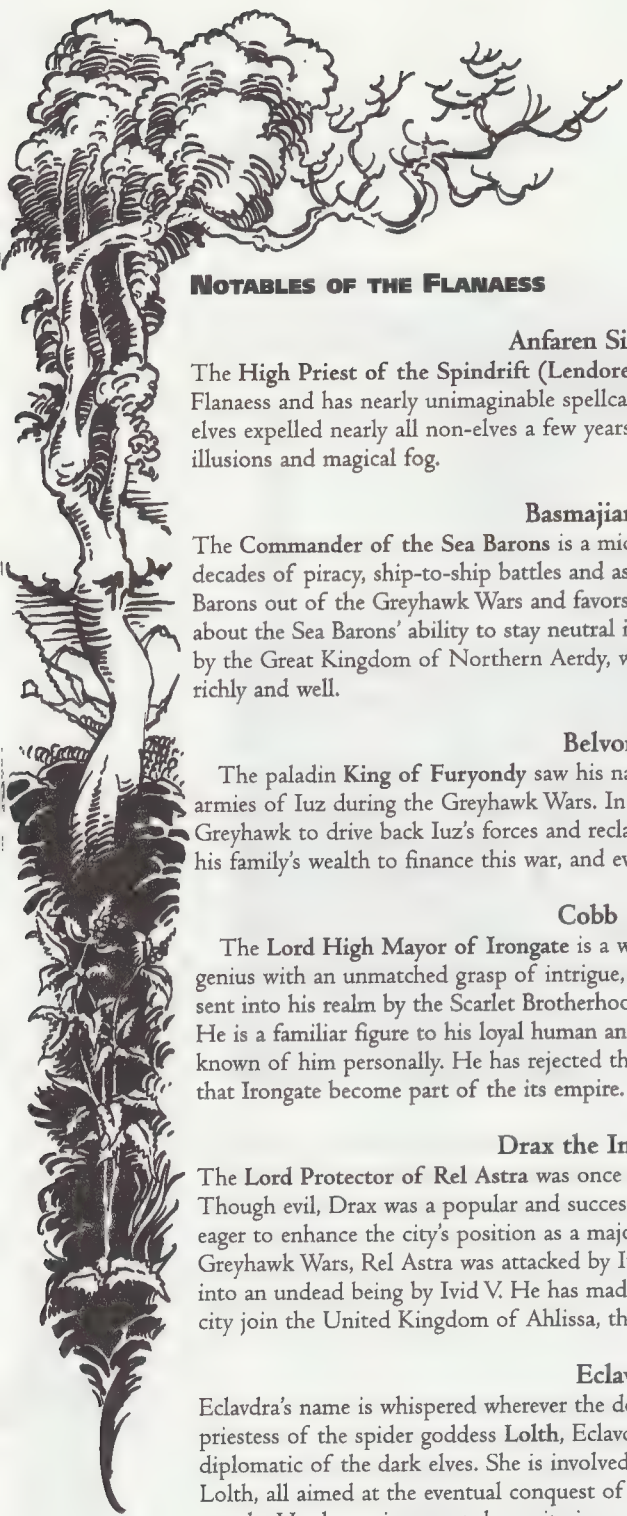 NOTABLES OF THE FLANAESS
Anfaren Si
The High Priest of the Spindrift (Lendore
Flanaess and has nearly unimaginable spellca
elves expelled nearly all non-elves a few years
illusions and magical fog.
Basmajian
The Commander of the Sea Barons is a mid
decades of piracy, ship-to-ship battles and as
Barons out of the Greyhawk Wars and favors
about the Sea Barons' ability to stay neutral i
by the Great Kingdom of Northern Aerdy, w
richly and well.
Belvor
The paladin King of Furyondy saw his na
armies of Iuz during the Greyhawk Wars. In
Greyhawk to drive back Iuz's forces and recla
his family's wealth to finance this war, and ev
Cobb
The Lord High Mayor of Irongate is a w
genius with an unmatched grasp of intrigue,
sent into his realm by the Scarlet Brotherhoo
He is a familiar figure to his loyal human an
known of him personally. He has rejected th
that Irongate become part of the its empire.
Drax the In
The Lord Protector of Rel Astra was once
Though evil, Drax was a popular and succes
eager to enhance the city's position as a majo
Greyhawk Wars, Rel Astra was attacked by I
into an undead being by Ivid V. He has mad
city join the United Kingdom of Ahlissa, th
Eclav
Eclavdra's name is whispered wherever the d
priestess of the spider goddess Lolth, Eclavd
diplomatic of the dark elves. She is involved
Lolth, all aimed at the eventual conquest of